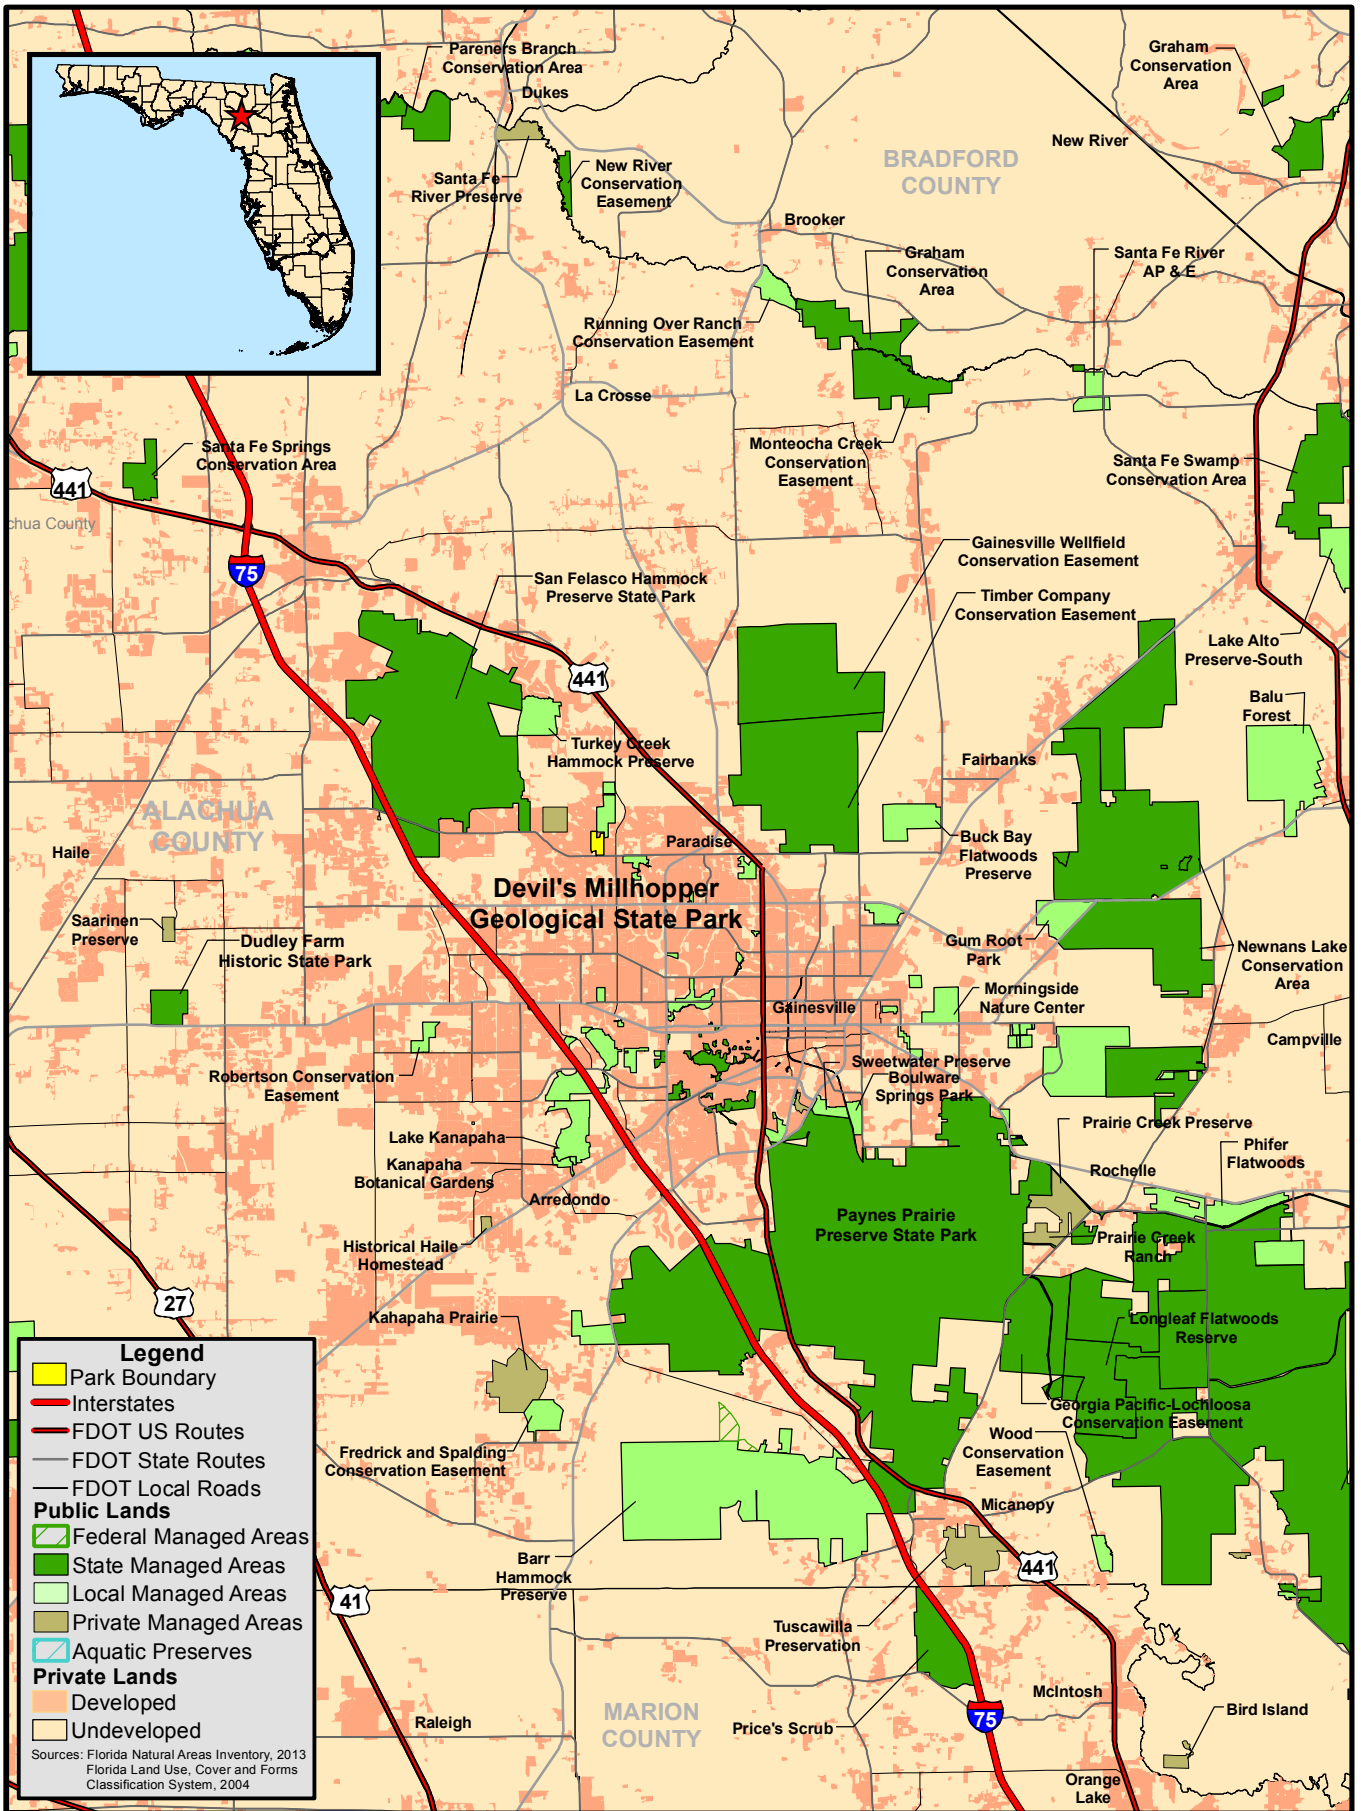 Pareners Branch
Conservation Area
Dukes
Graham
Conservation
Area
New River
BRADFORD
COUNTY
Santa Fe
River Preserve
New River
Conservation
Easement
Brooker
Graham
Conservation
Area
Santa Fe River
AP & E
Running Over Ranch
Conservation Easement
La Crosse
Santa Fe Springs
Conservation Area
441
chua County
Monteocha Creek
Conservation
Easement
Santa Fe Swamp
Conservation Area
75
San Felasco Hammock
Preserve State Park
Gainesville Wellfield
Conservation Easement
Timber Company
Conservation Easement
Lake Alto
Preserve-South
441
Balu
Forest
Turkey Creek
Hammock Preserve
Fairbanks
ALACHUA
COUNTY
Haile
Paradise
Buck Bay
Flatwoods
Preserve
Devil's Millhopper
Geological State Park
Saarinen
Preserve
Dudley Farm
Historic State Park
Gum Root
Park
Newnans Lake
Conservation
Area
Morningside
Nature Center
Gainesville
Campville
Robertson Conservation
Easement
Sweetwater Preserve
Boulware
Springs Park
Prairie Creek Preserve
Lake Kanapaha
Kanapaha
Botanical Gardens
Rochelle
Phifer
Flatwoods
Arredondo
Paynes Prairie
Preserve State Park
Prairie Creek
Ranch
Historical Haile
Homestead
27
Kahapaha Prairie
Longleaf Flatwoods
Reserve
Georgia Pacific-Lochloosa
Conservation Easement
Wood
Conservation
Easement
Fredrick and Spalding
Conservation Easement
Micanopy
Barr
Hammock
Preserve
441
41
Tuscawilla
Preservation
McIntosh
MARION
COUNTY
Price's Scrub
75
Bird Island
Raleigh
Orange
Lake
Legend
Park Boundary
Interstates
FDOT US Routes
FDOT State Routes
FDOT Local Roads
Public Lands
Federal Managed Areas
State Managed Areas
Local Managed Areas
Private Managed Areas
Aquatic Preserves
Private Lands
Developed
Undeveloped
Sources: Florida Natural Areas Inventory, 2013
Florida Land Use, Cover and Forms
Classification System, 2004